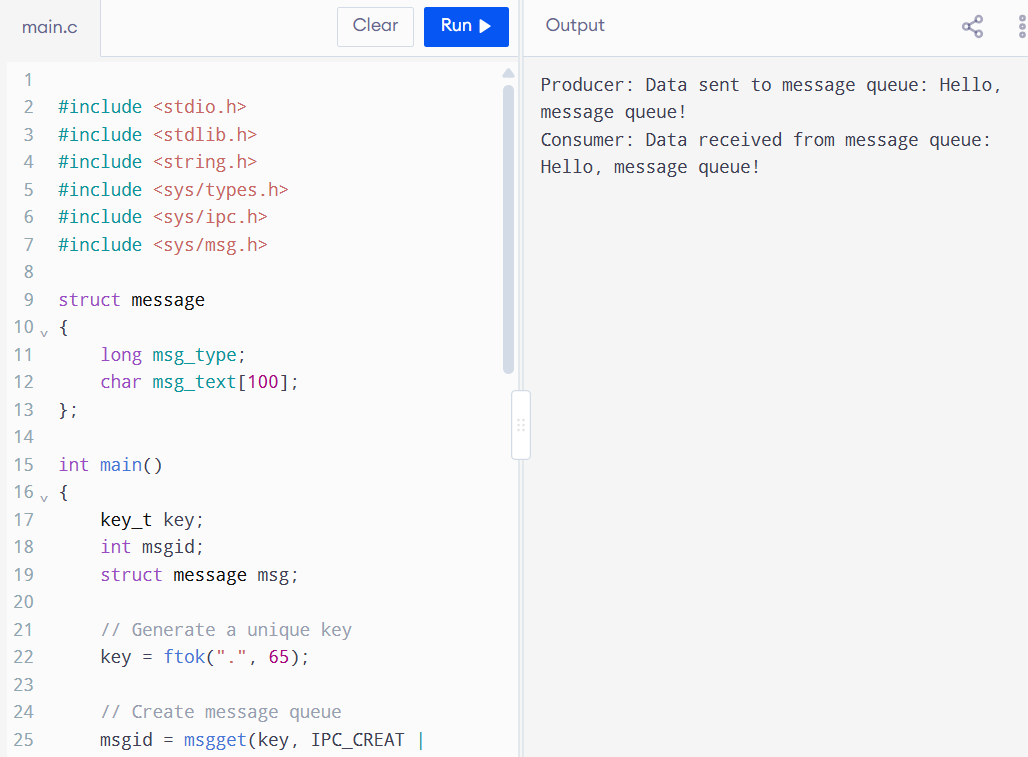 main.c
Clear
Run
Output
1
2 #include <stdio.h>
3 #include <stdlib.h>
4 #include <string.h>
5 #include <sys/types.h>
6 #include <sys/ipc.h>
7 #include <sys/msg.h>
8
9 struct message
10 {
11     long msg_type;
12     char msg_text[100];
13 };
14
15 int main()
16 {
17     key_t key;
18     int msgid;
19     struct message msg;
20
21     // Generate a unique key
22     key = ftok(".", 65);
23
24     // Create message queue
25     msgid = msgget(key, IPC_CREAT |
Producer: Data sent to message queue: Hello,
message queue!
Consumer: Data received from message queue:
Hello, message queue!